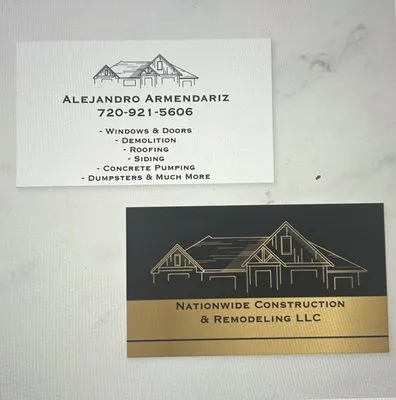 Alejandro Armendariz
720-921-5606
- Windows & Doors
- Demolition
- Roofing
- Siding
- Concrete Pumping
- Dumpsters & Much More
Nationwide Construction
& Remodeling LLC